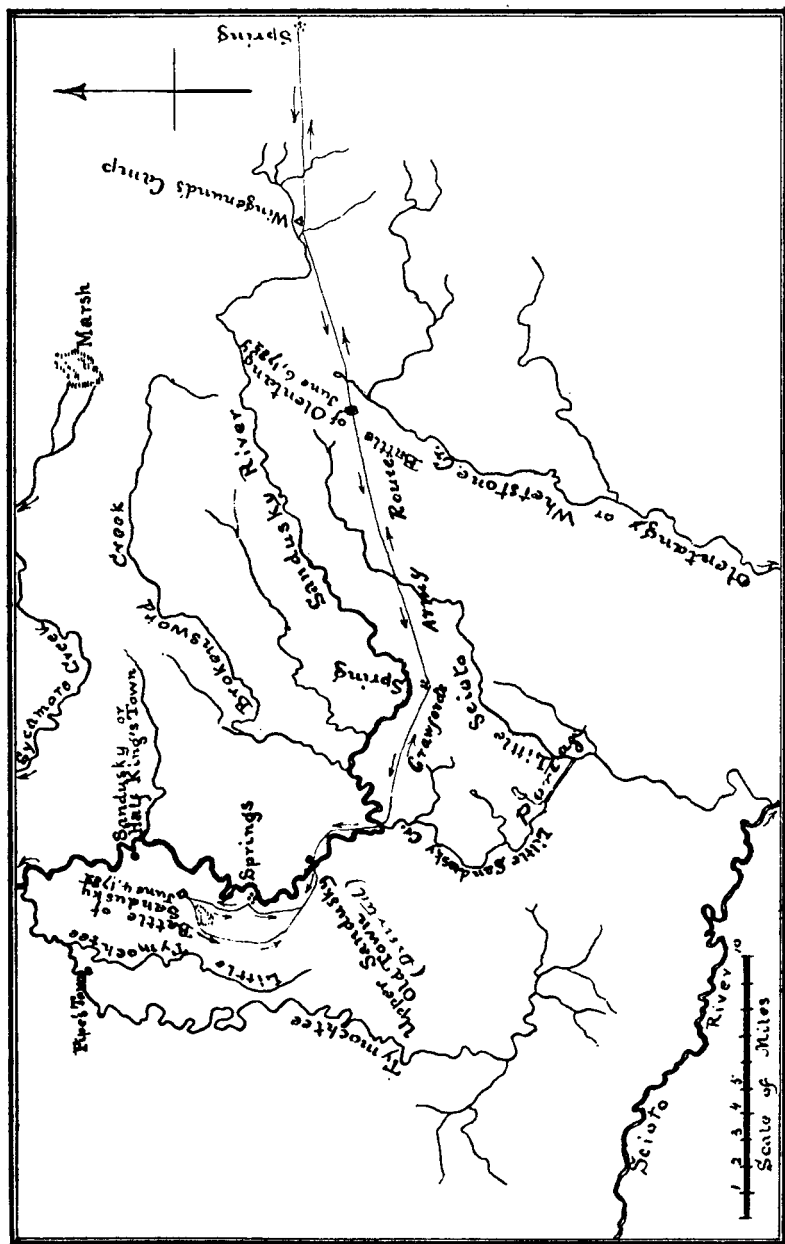 Spring
Wingenund's Camp
Marsh
Battle
of Olentangy
June 6, 1782
Sandusky River
Brokensword Creek
Sycamore Creek
Olentangy or Whetstone Cr.
Crawford's Army Route
Spring
Little Scioto
Portage
Little Sandusky Cr.
Sandusky or
Half King's Town
Springs
Battle of
Sandusky
June 4, 1782
Upper Sandusky
Old Town
Little Tymochtee
Pipe's Town
Tymochtee
Scioto River
1 2 3 4 5 10
Scale of Miles